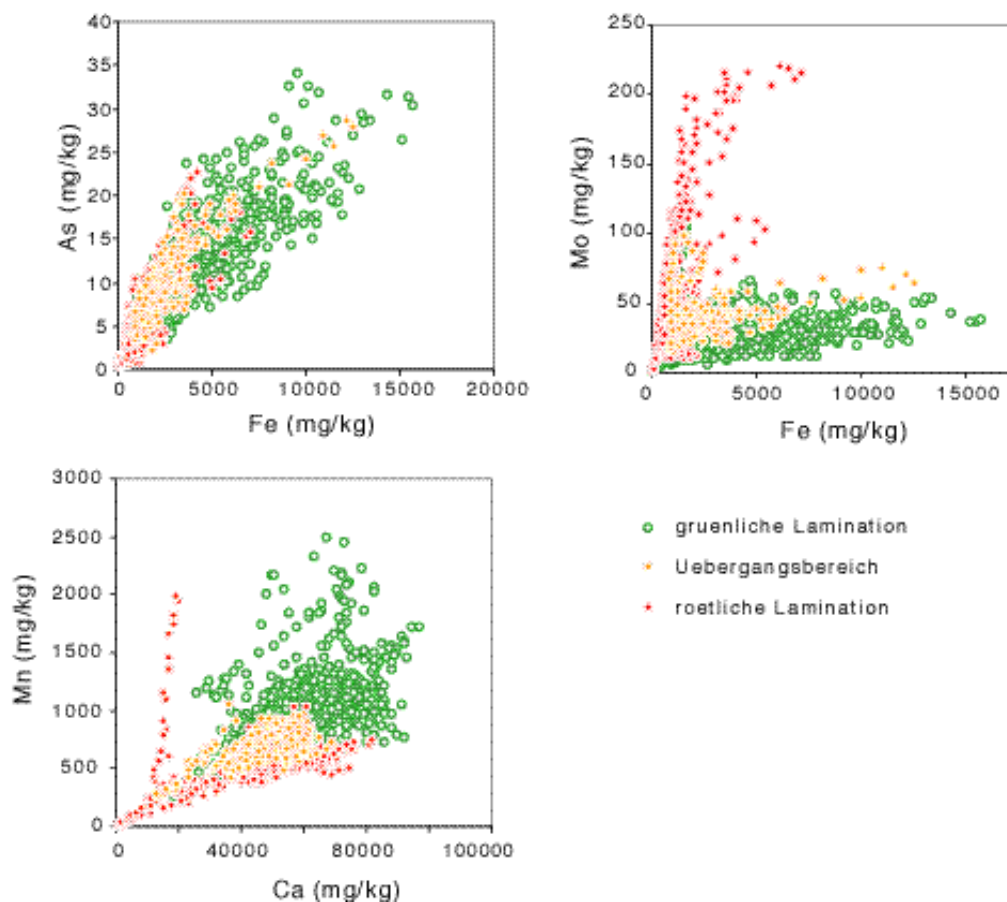 40
35
30
25
20
15
10
5
0
As (mg/kg)
0 5000 10000 15000 20000
Fe (mg/kg)
250
200
150
100
50
0
Mo (mg/kg)
0 5000 10000 15000
Fe (mg/kg)
3000
2500
2000
1500
1000
500
0
Mn (mg/kg)
0 40000 80000 100000
Ca (mg/kg)
gruenliche Lamination
Uebergangsbereich
roetliche Lamination